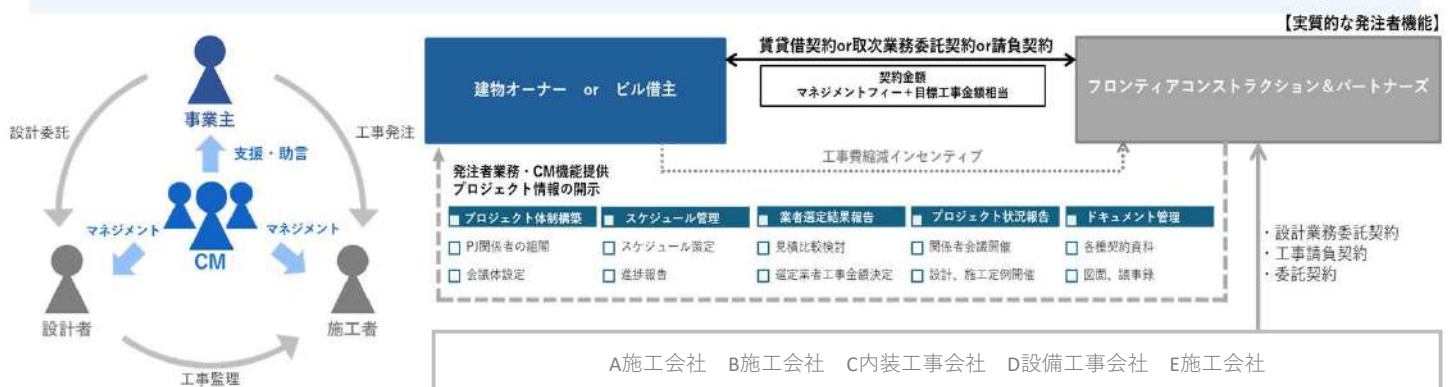 【実質的な発注者機能】
事業主
設計委託
工事発注
支援・助言
マネジメント
マネジメント
CM
設計者
施工者
工事監理
建物オーナー or ビル借主
賃貸借契約or取次業務委託契約or請負契約
契約金額
マネジメントフィー+目標工事金額相当
フロンティアコンストラクション&パートナーズ
工事費縮減インセンティブ
発注者業務・CM機能提供
プロジェクト情報の開示
プロジェクト体制構築
PJ関係者の組閣
会議体設定
スケジュール管理
スケジュール策定
進捗報告
業者選定結果報告
見積比較検討
選定業者工事金額決定
プロジェクト状況報告
関係者会議開催
設計、施工定例開催
ドキュメント管理
各種契約資料
図面、議事録
・設計業務委託契約
・工事請負契約
・委託契約
A施工会社 B施工会社 C内装工事会社 D設備工事会社 E施工会社